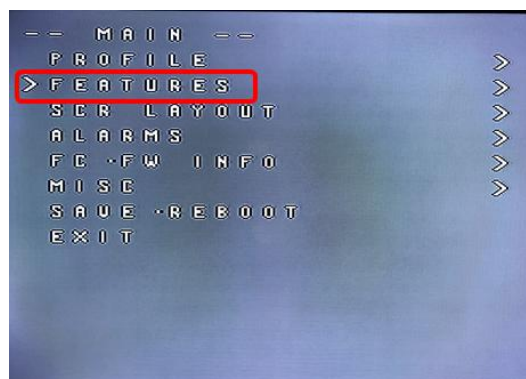 -- MAIN --
PROFILE >
>FEATURES >
SCR LAYOUT >
ALARMS >
FC-FW INFO >
MISC >
SAVE-REBOOT
EXIT